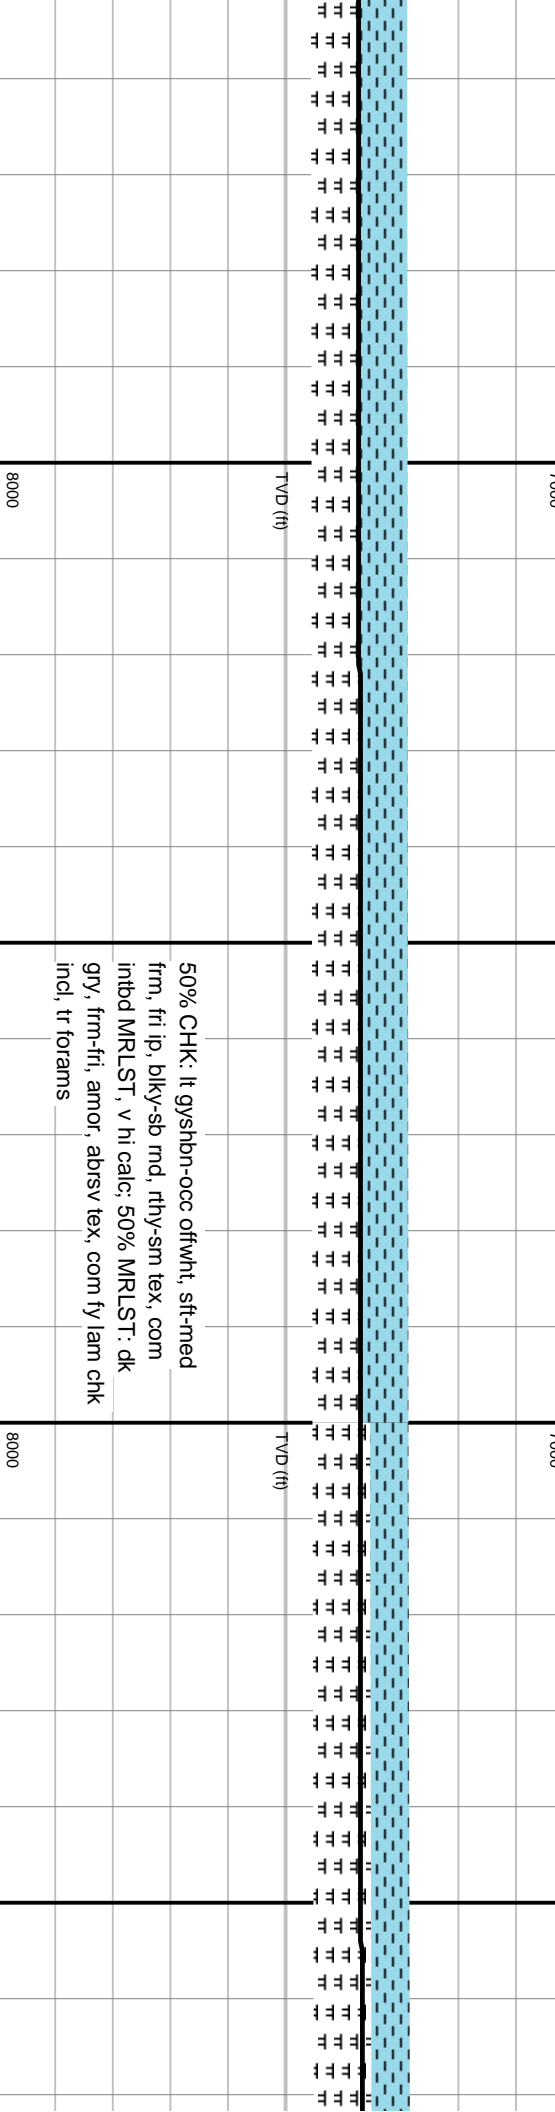 8000
TVD (ft)
50% CHK: lt gyshbn-occ offwht, sft-med
frm, fri ip, blky-sb rnd, rthy-sm tex, com
intbd MRLST, v hi calc; 50% MRLST: dk
gry, frm-fri, amor, abrsv tex, com fy lam chk
incl, tr forams
8000
TVD (ft)